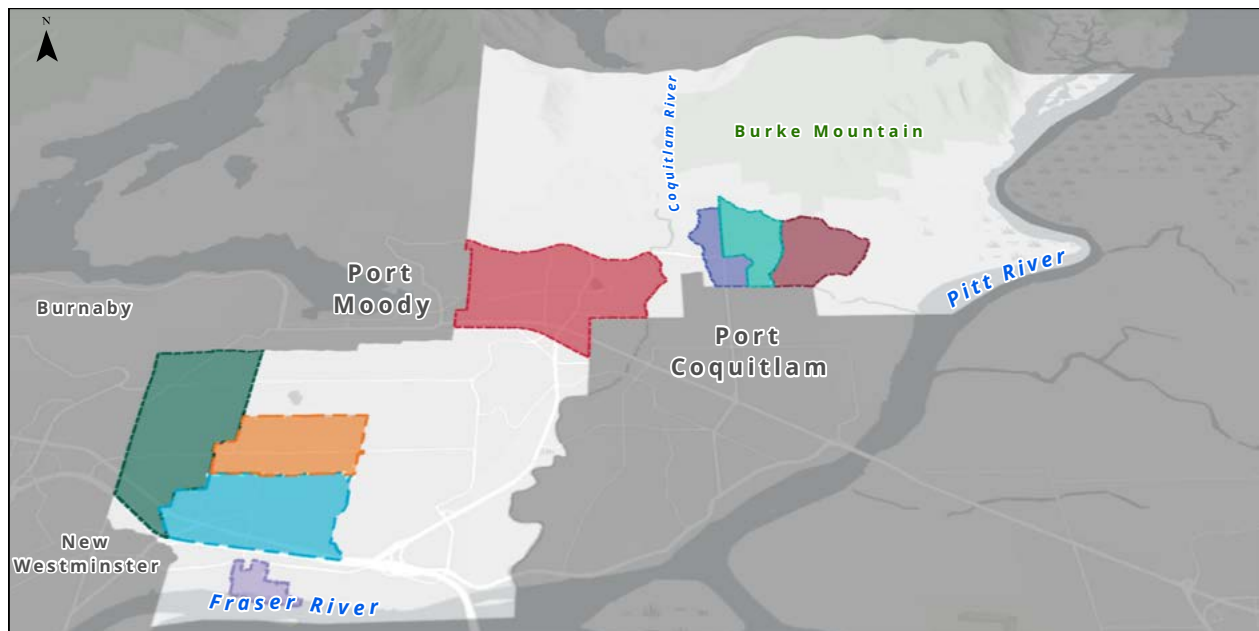 N
Coquitlam River
Burke Mountain
Port
Moody
Pitt River
Burnaby
Port
Coquitlam
New
Westminster
Fraser River